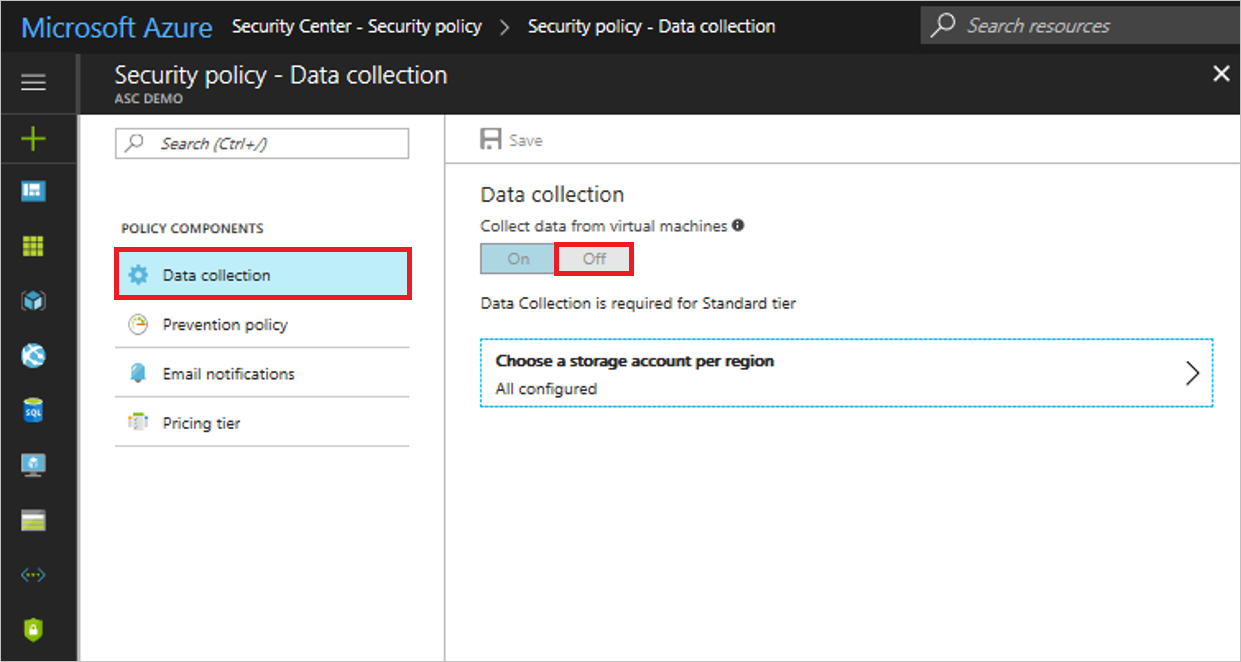 Microsoft Azure Security Center - Security policy > Security policy - Data collection Search resources
Security policy - Data collection
ASC DEMO
Search (Ctrl+/)
POLICY COMPONENTS
Data collection
Prevention policy
Email notifications
Pricing tier
Save
Data collection
Collect data from virtual machines
On Off
Data Collection is required for Standard tier
Choose a storage account per region
All configured
SQL